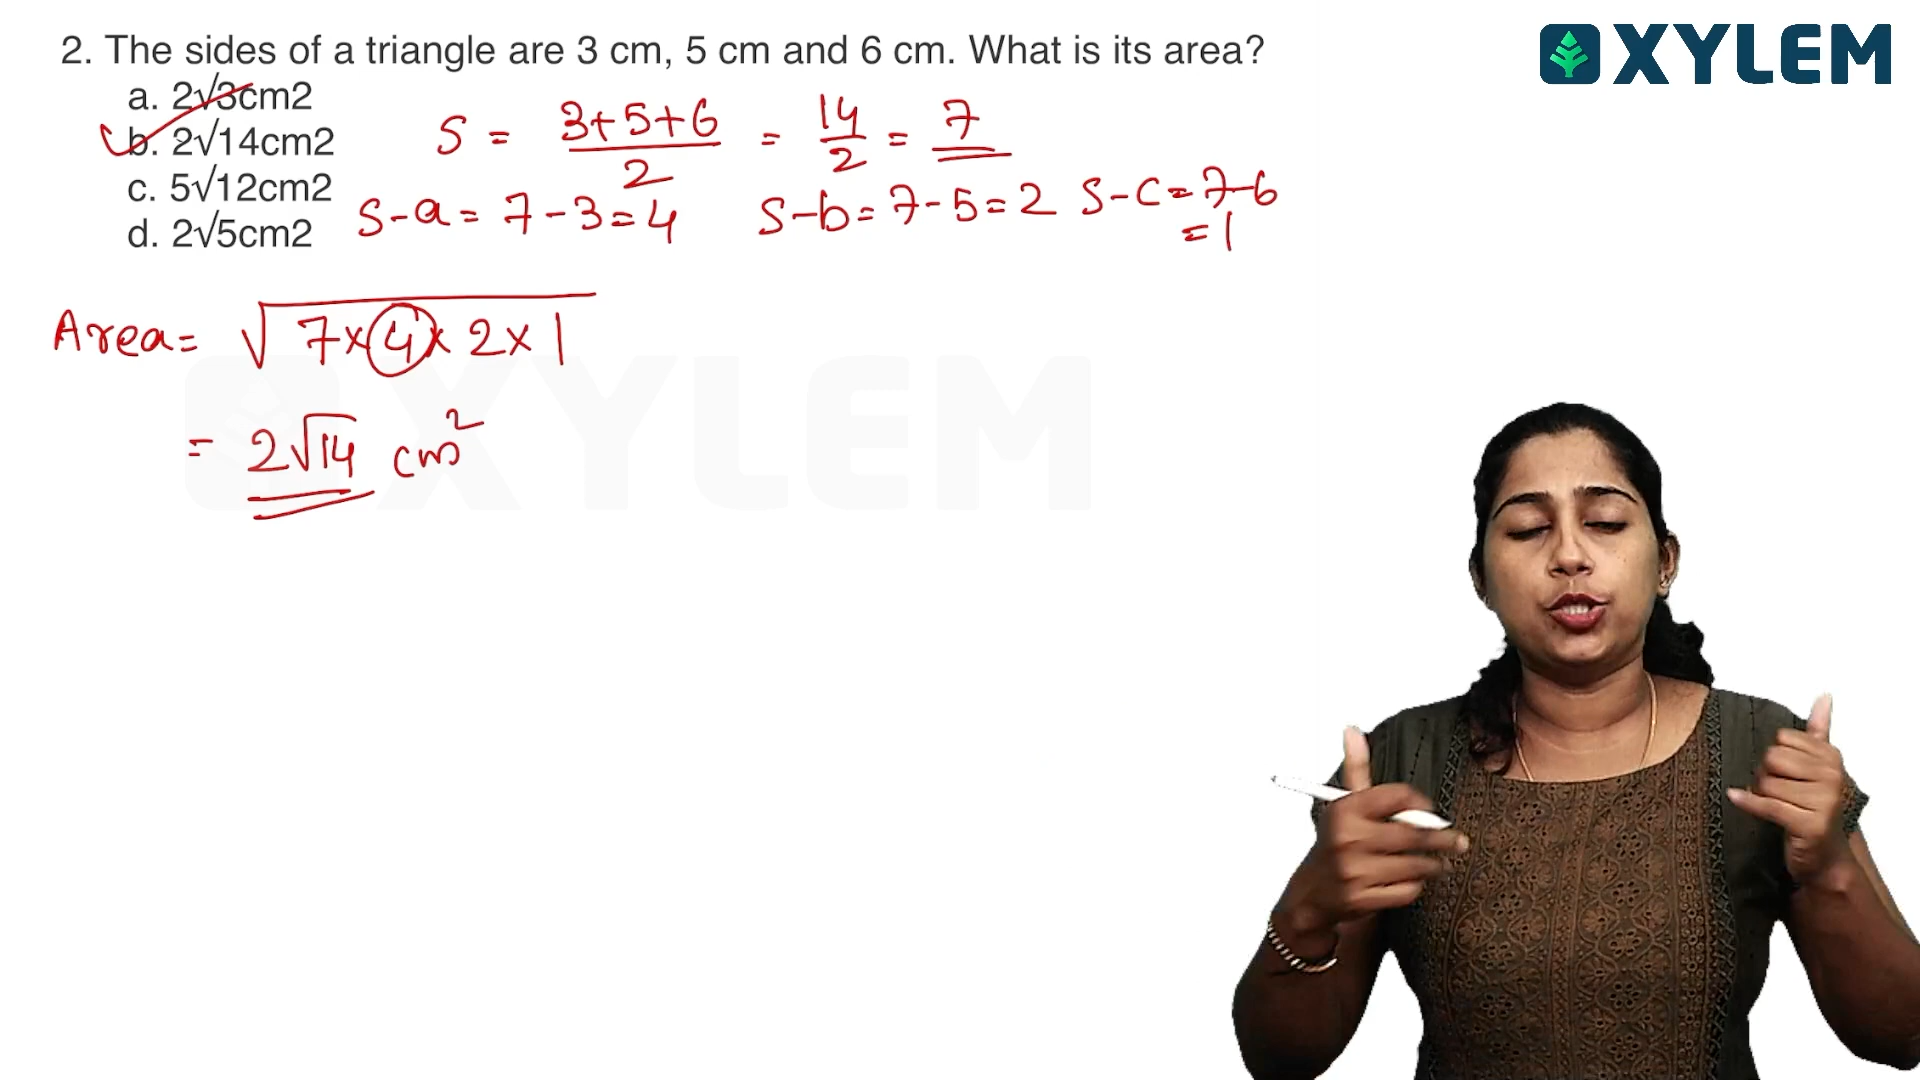 2. The sides of a triangle are 3 cm, 5 cm and 6 cm. What is its area?
XYLEM
a. 2√3cm2
b. 2√14cm2
c. 5√12cm2
d. 2√5cm2
S = (3+5+6)/2 = 14/2 = 7
S-a = 7-3=4 S-b=7-5=2 S-C=7-6
=1
Area= √7×4×2×1
= 2√14 cm²
XYLEM